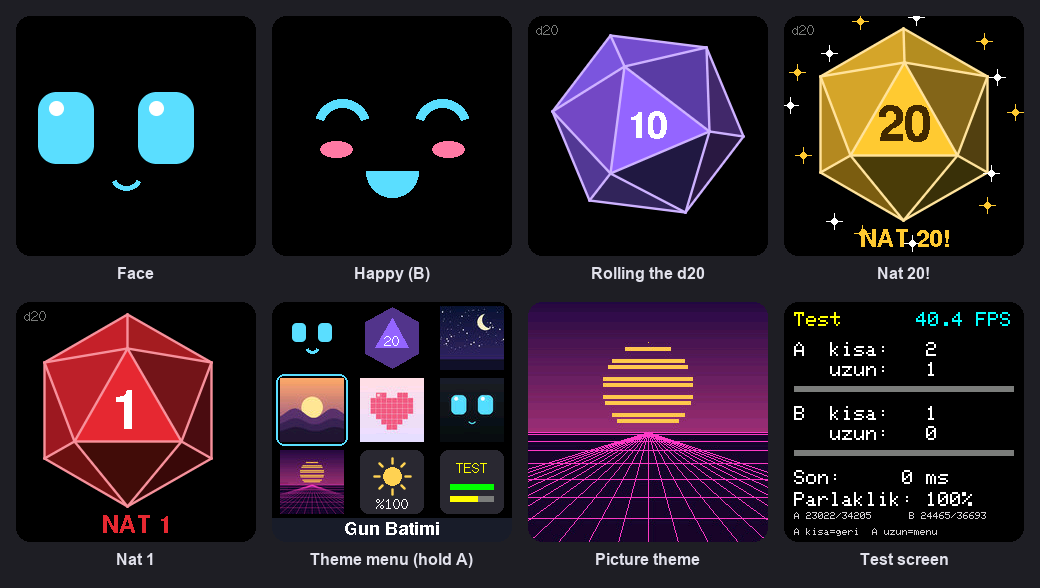 d20
10
d20
20
NAT 20!
Face
Happy (B)
Rolling the d20
Nat 20!
d20
1
NAT 1
20
%100
TEST
Gun Batimi
Test 40.4 FPS
A kisa: 2
uzun: 1
B kisa: 1
uzun: 0
Son: 0 ms
Parlaklik: 100%
A 23022/34205 B 24465/36693
A kisa=geri A uzun=menu
Nat 1
Theme menu (hold A)
Picture theme
Test screen